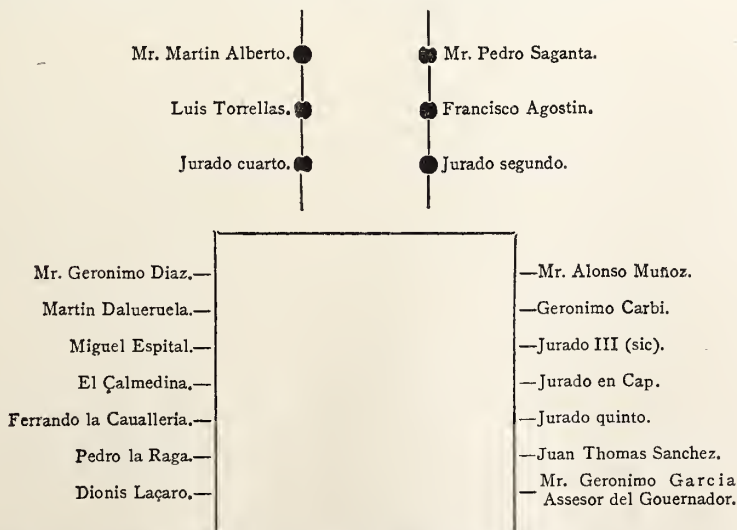 Mr. Martin Alberto.
Mr. Pedro Saganta.
Luis Torrellas.
Francisco Agostin.
Jurado cuarto.
Jurado segundo.
Mr. Geronimo Diaz.—
—Mr. Alonso Muñoz.
Martin Dalueruela.—
—Geronimo Carbi.
Miguel Espital.—
—Jurado III (sic).
El Çalmedina.—
—Jurado en Cap.
Ferrando la Caualleria.—
—Jurado quinto.
Pedro la Raga.—
—Juan Thomas Sanchez.
Dionis Laçaro.—
—Mr. Geronimo Garcia
Assesor del Gouernador.